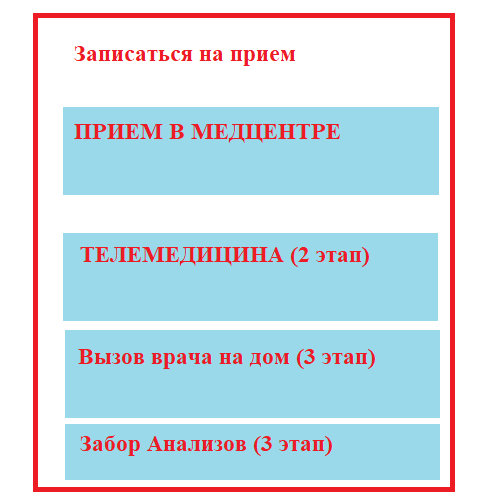 Записаться на прием
ПРИЕМ В МЕДЦЕНТРЕ
ТЕЛЕМЕДИЦИНА (2 этап)
Вызов врача на дом (3 этап)
Забор Анализов (3 этап)